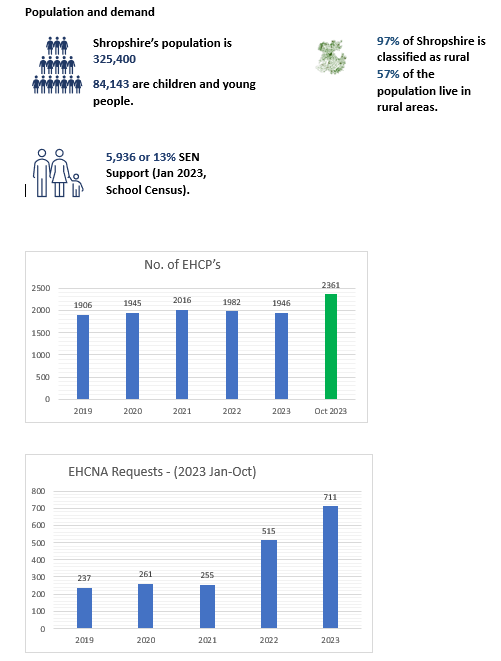 Population and demand
Shropshire's population is
325,400
84,143 are children and young
people.
97% of Shropshire is
classified as rural
57% of the
population live in
rural areas.
5,936 or 13% SEN
Support (Jan 2023,
School Census).
No. of EHCP's
2500
2000
1500
1000
500
0
1906
1945
2016
1982
1946
2361
2019
2020
2021
2022
2023
Oct 2023
EHCNA Requests - (2023 Jan-Oct)
800
700
600
500
400
300
200
100
0
237
261
255
515
711
2019
2020
2021
2022
2023